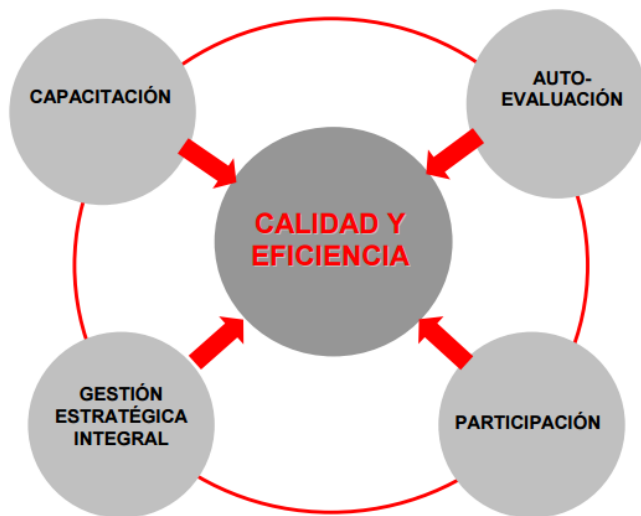 CAPACITACIÓN
AUTO-
EVALUACIÓN
CALIDAD Y
EFICIENCIA
GESTIÓN
ESTRATÉGICA
INTEGRAL
PARTICIPACIÓN